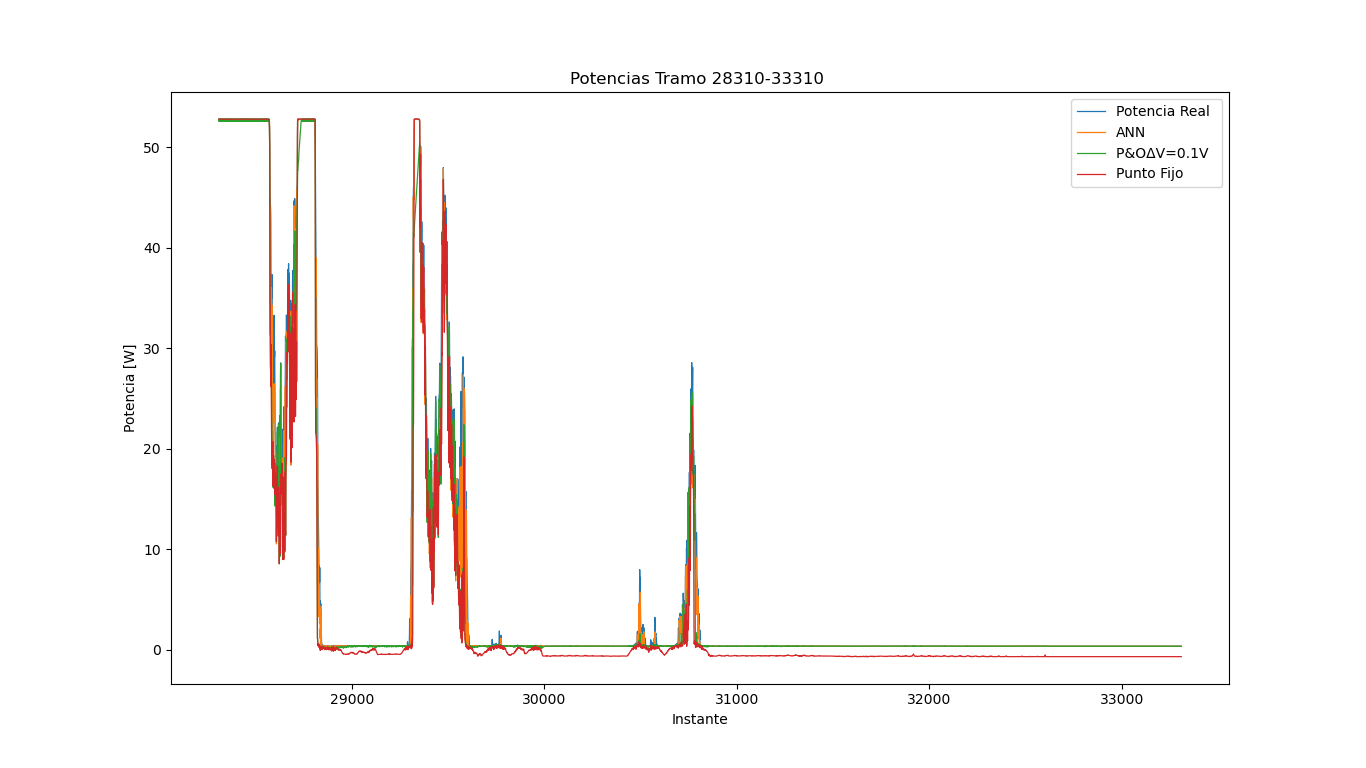 Potencias Tramo 28310-33310
Potencia Real
ANN
P&OΔV=0.1V
Punto Fijo
50
40
30
20
10
0
Potencia [W]
29000 30000 31000 32000 33000
Instante